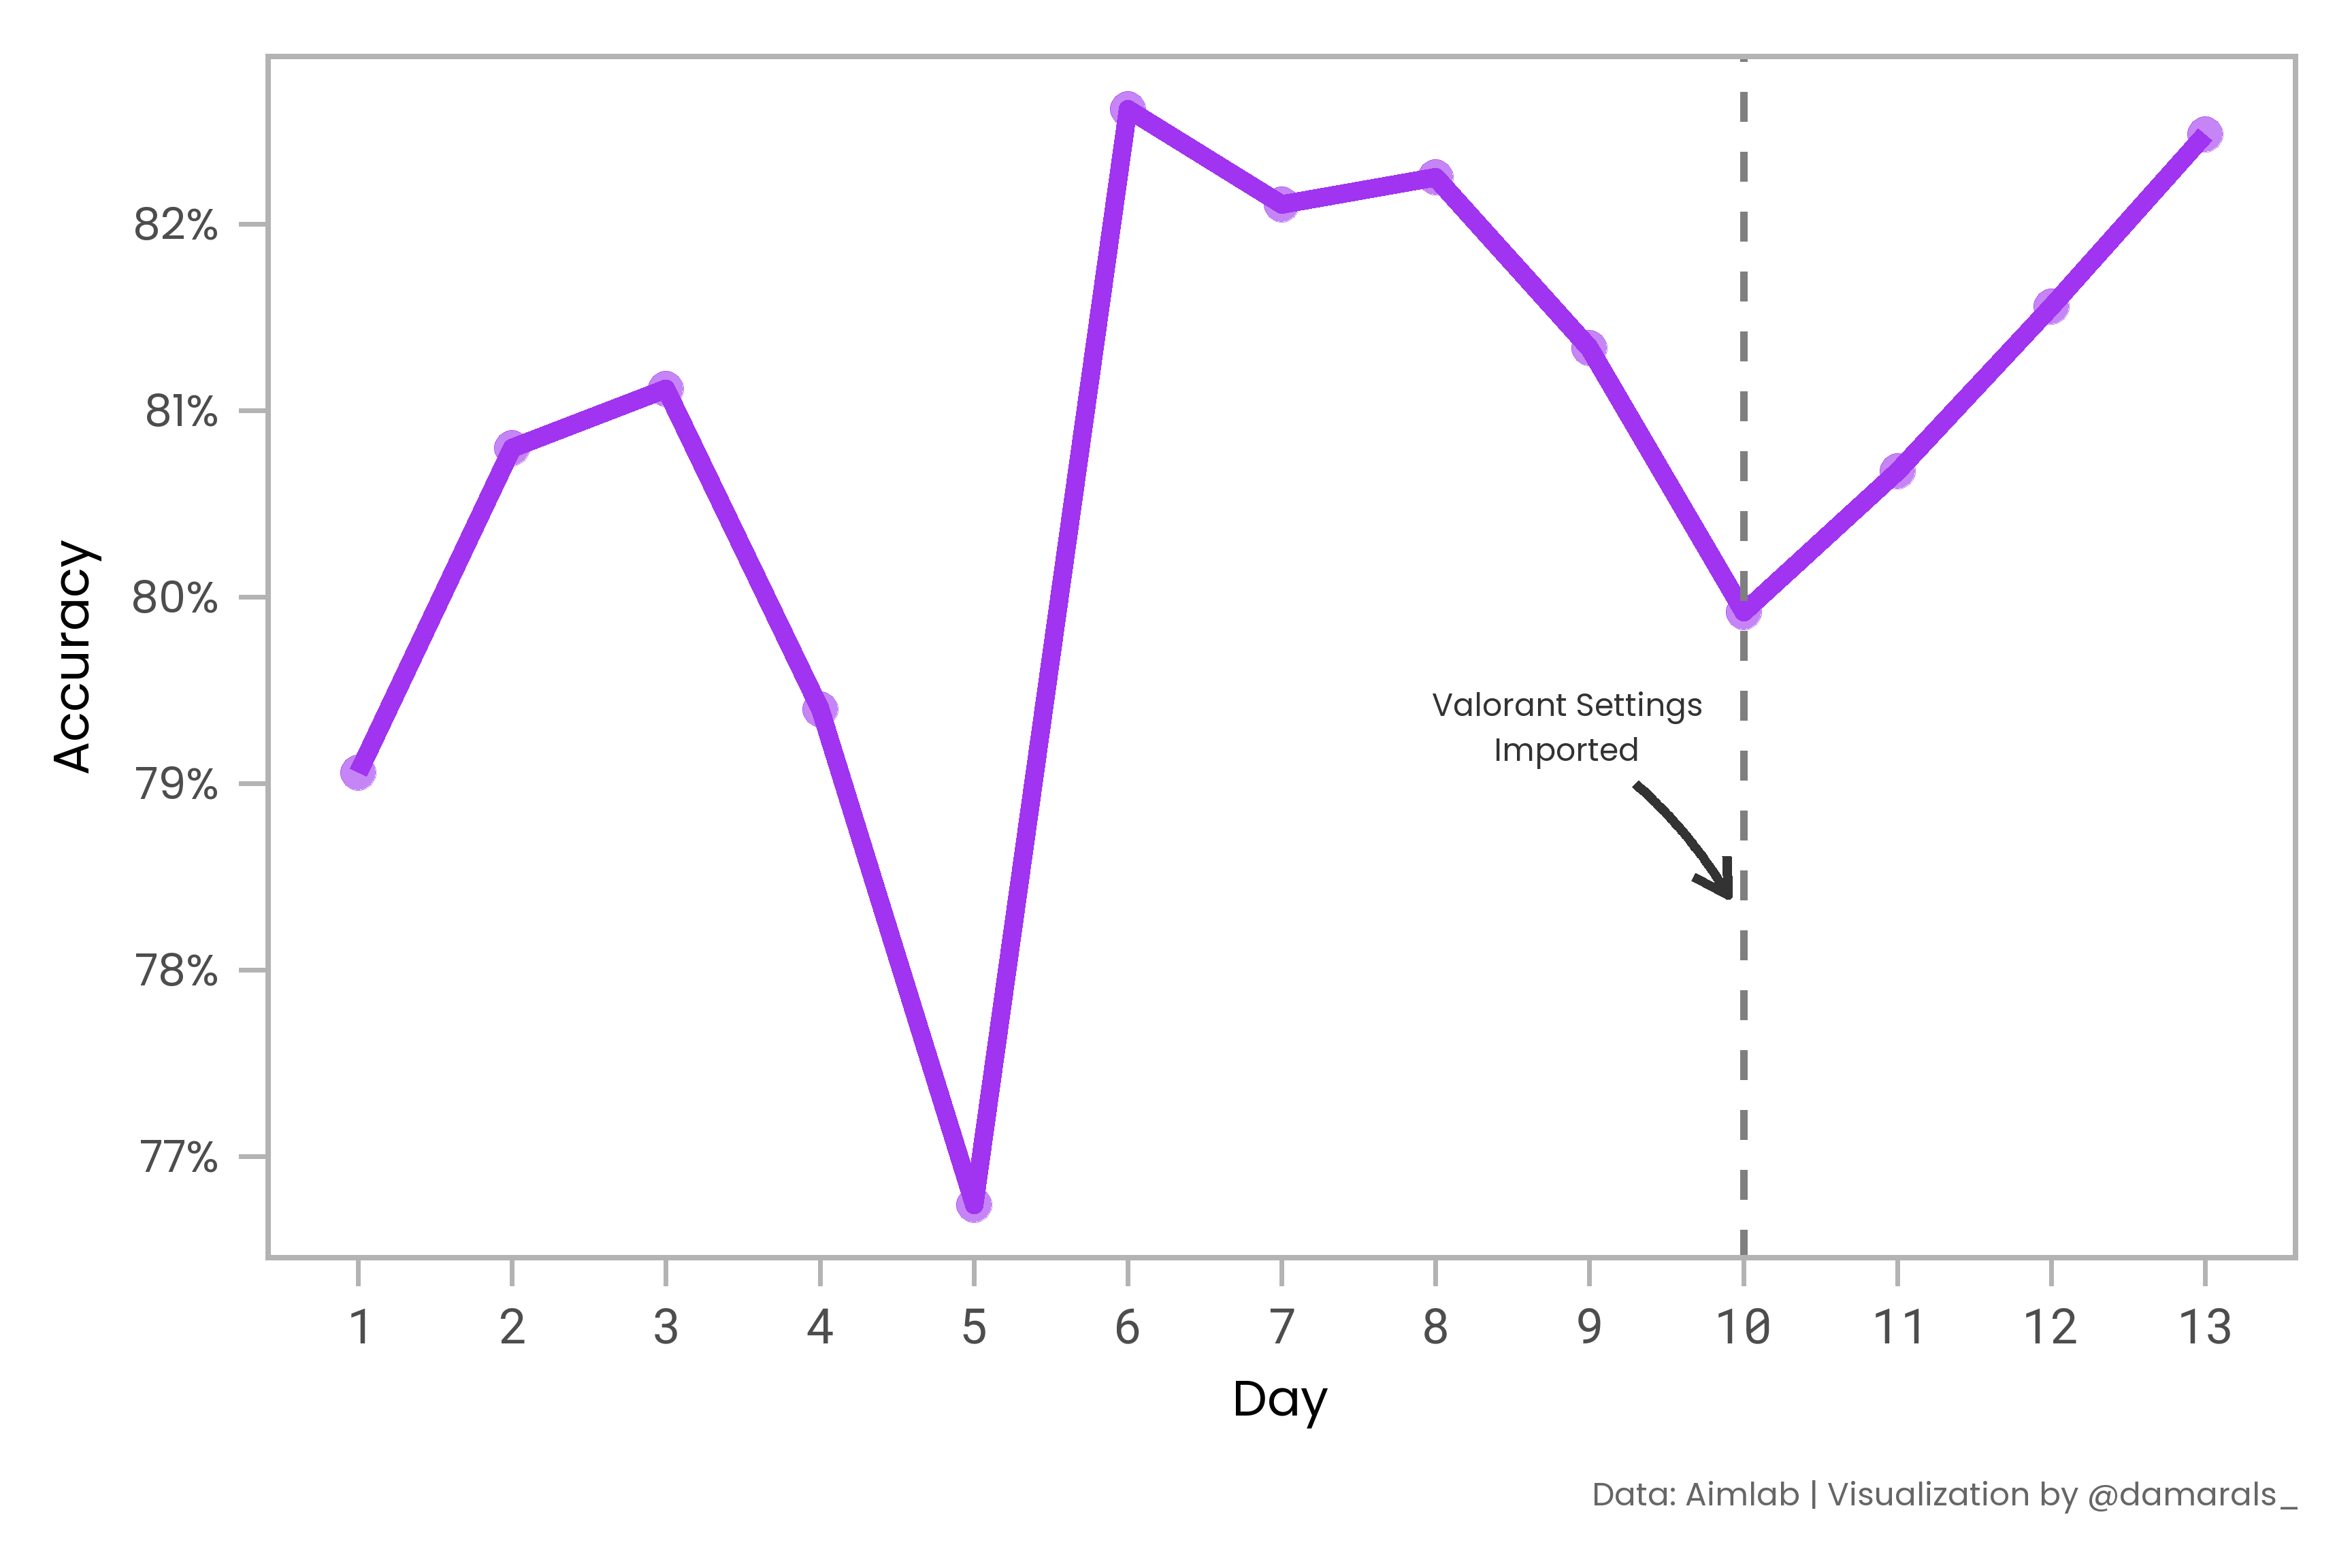 Accuracy
82%
81%
80%
79%
78%
77%
Valorant Settings
Imported
1 2 3 4 5 6 7 8 9 10 11 12 13
Day
Data: Aimlab | Visualization by @damarals_